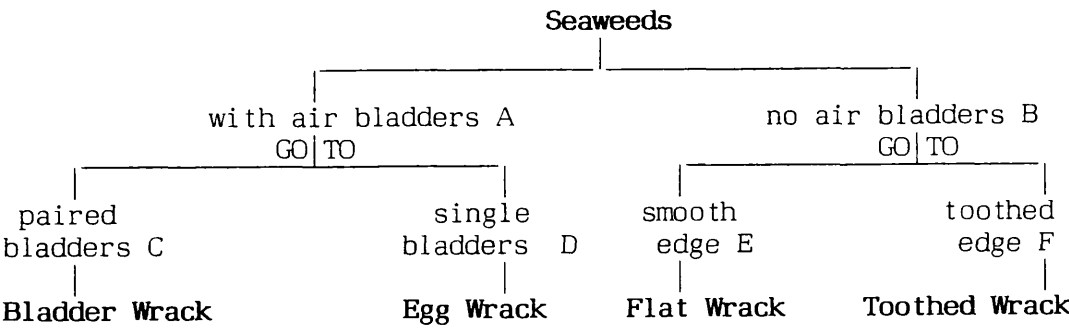 Seaweeds
with air bladders A no air bladders B
GO TO GO TO
paired single smooth toothed
bladders C bladders D edge E edge F
Bladder Wrack Egg Wrack Flat Wrack Toothed Wrack